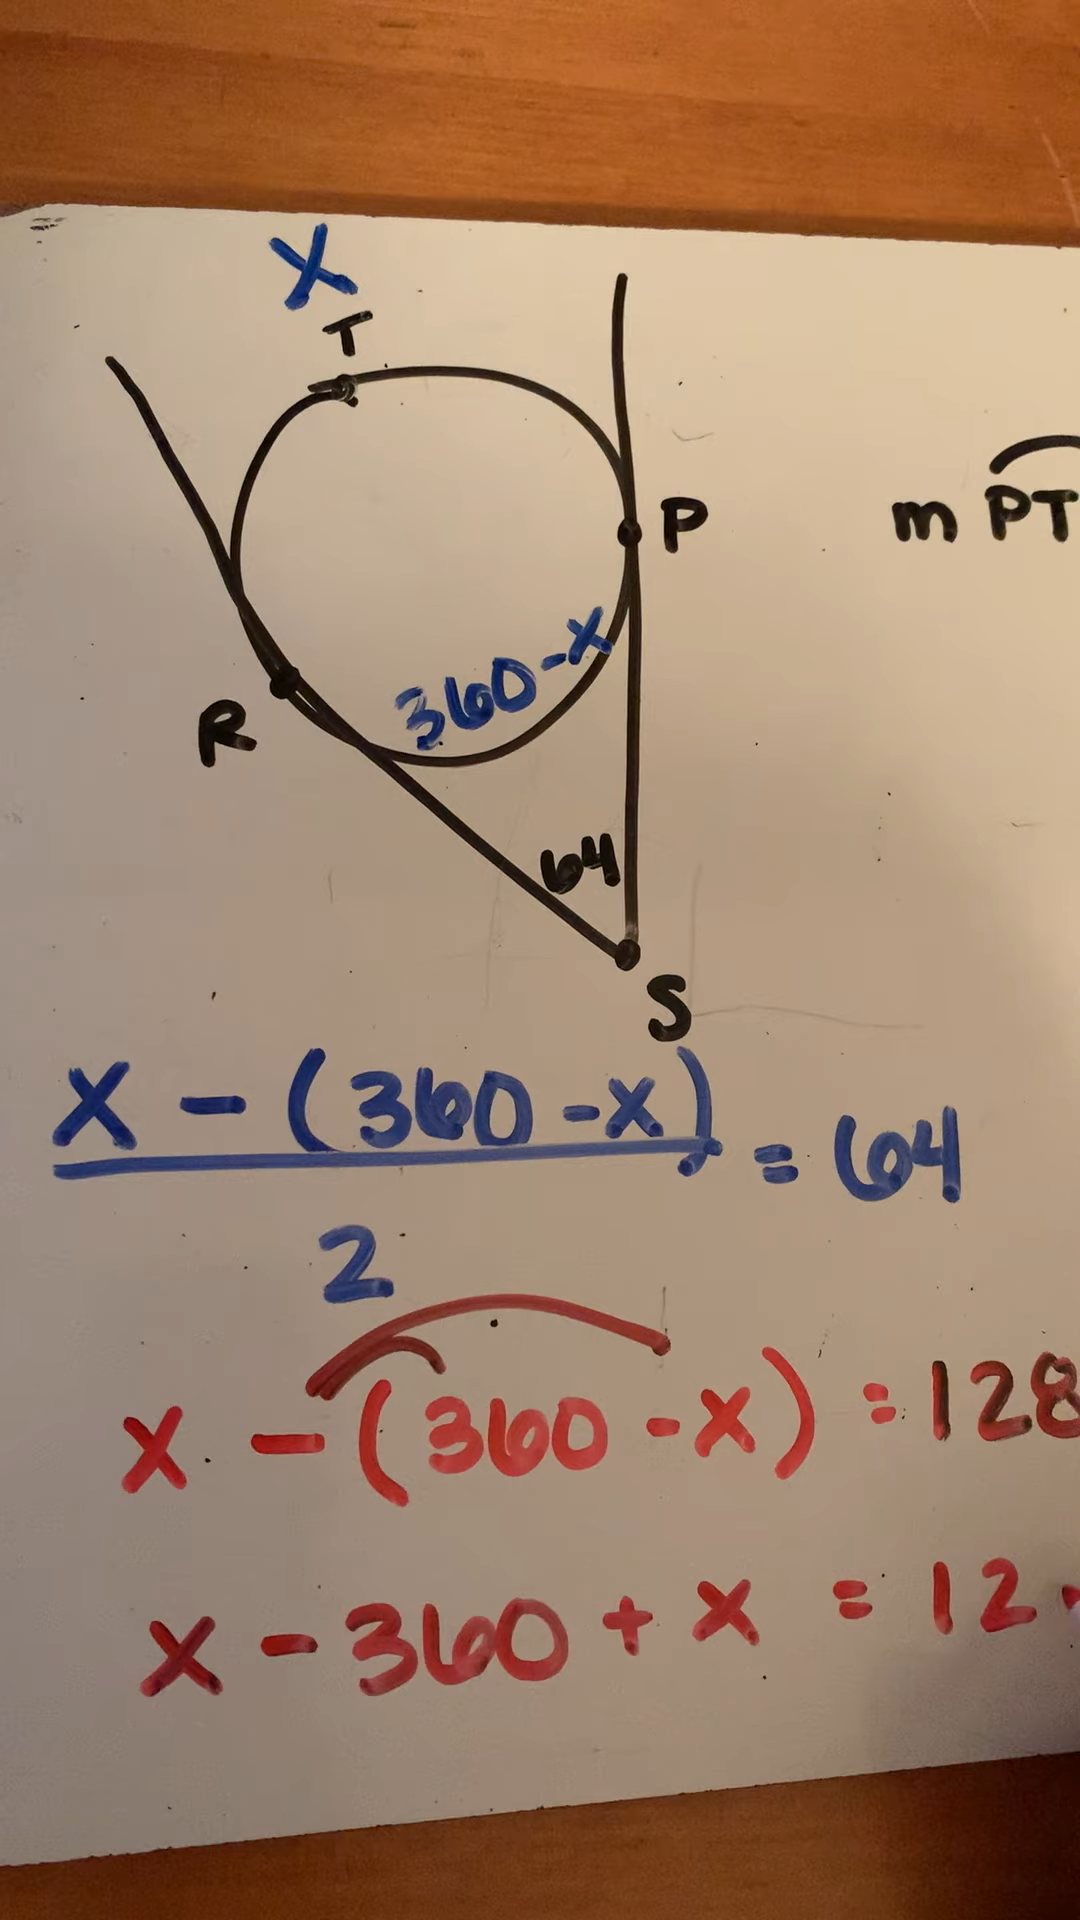 X
T
P
m PT
360-x
R
64
S
x - (360-x)
= 64
2
x - (360 - x) = 128
x - 360 + x = 12